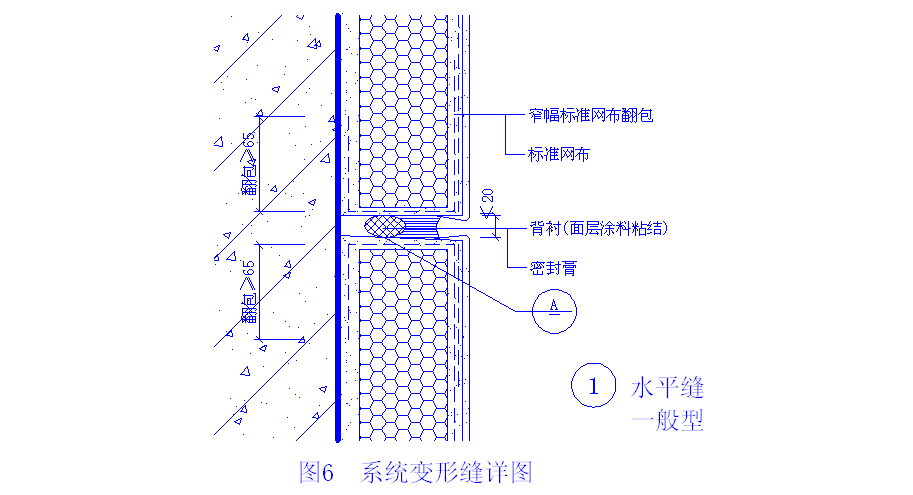 窄幅标准网布翻包
翻包≥65
标准网布
≤20
背衬(面层涂料粘结)
密封膏
翻包≥65
A
1 水平缝
一般型
图6 系统变形缝详图